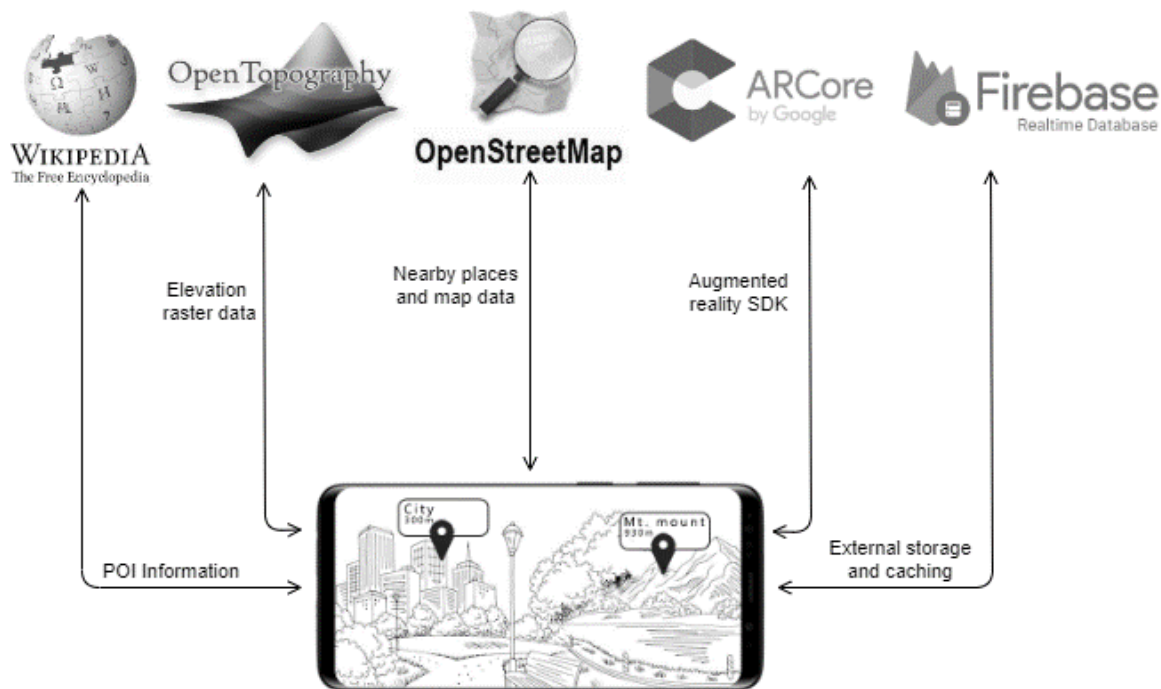 WIKIPEDIA
The Free Encyclopedia
OpenTopography
OpenStreetMap
ARCore
by Google
Firebase
Realtime Database
Elevation
raster data
Nearby places
and map data
Augmented
reality SDK
POI Information
External storage
and caching
City
300m
Mt. mount
930m